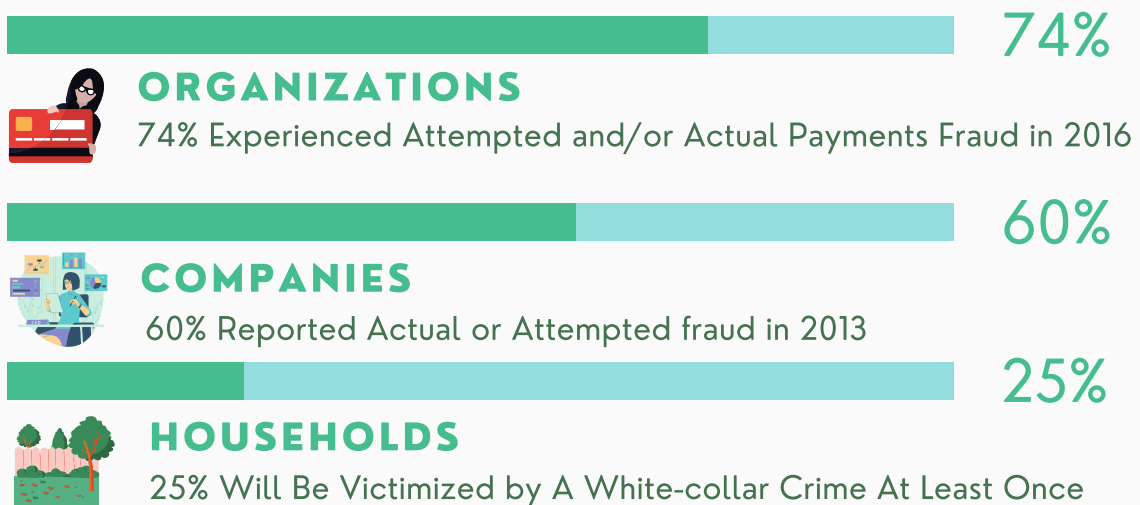 74%
ORGANIZATIONS
74% Experienced Attempted and/or Actual Payments Fraud in 2016
60%
COMPANIES
60% Reported Actual or Attempted fraud in 2013
25%
HOUSEHOLDS
25% Will Be Victimized by A White-collar Crime At Least Once